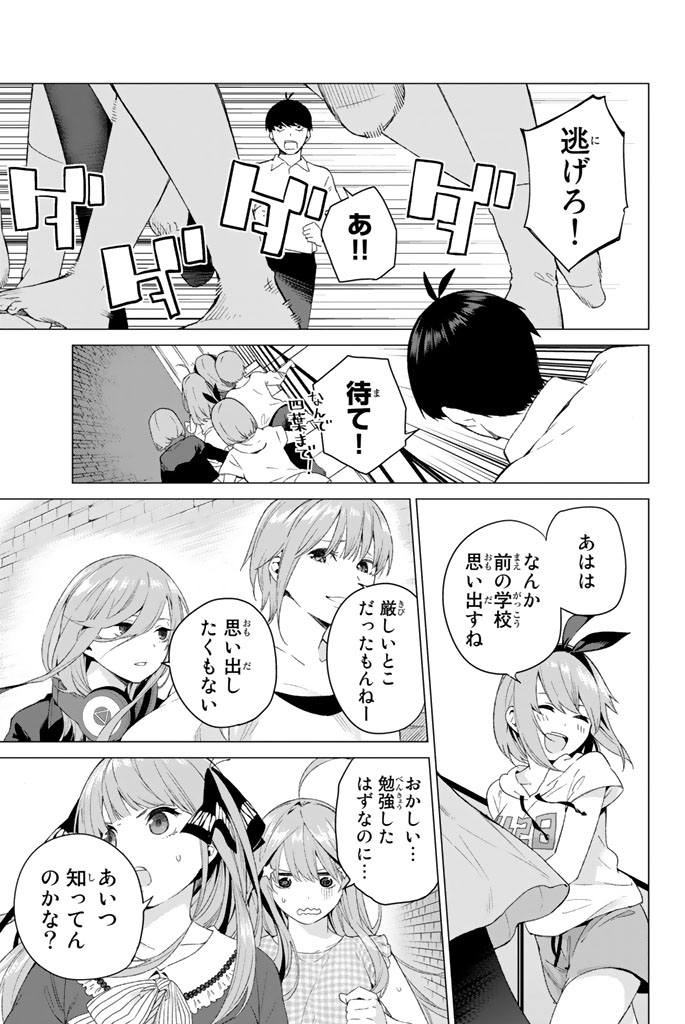 逃げろ！
あ!!
ダ
ダ
ダ
ダ
待て！
なんで
四葉まで！
あはは
なんか
前の学校
思い出すね
厳しいとこ
だったもんねー
思い出し
たくもない
おかしい…
勉強した
はずなのに…
あいつ
知ってん
のかな？